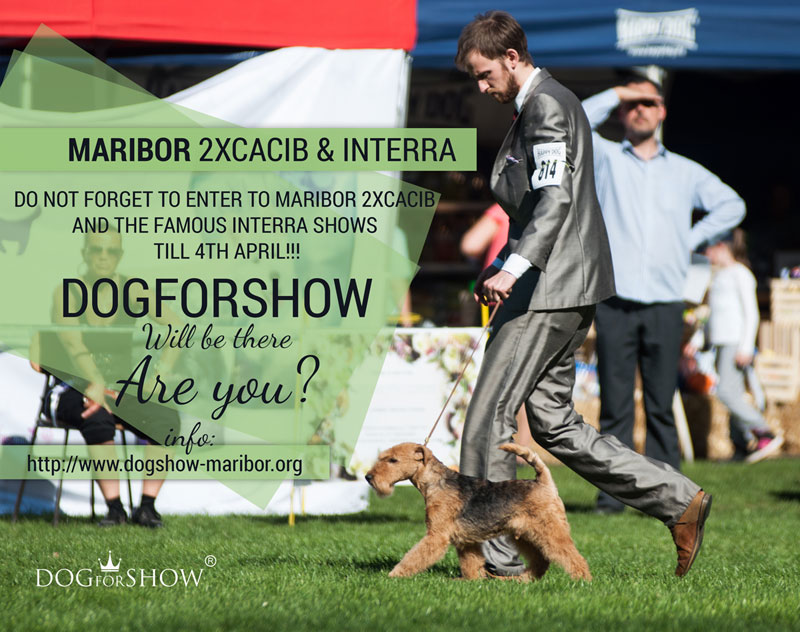 MARIBOR 2XCACIB & INTERRA
DO NOT FORGET TO ENTER TO MARIBOR 2XCACIB
AND THE FAMOUS INTERRA SHOWS
TILL 4TH APRIL!!!
DOGFORSHOW
Will be there
Are you?
info:
http://www.dogshow-maribor.org
DOGFORSHOW®
614